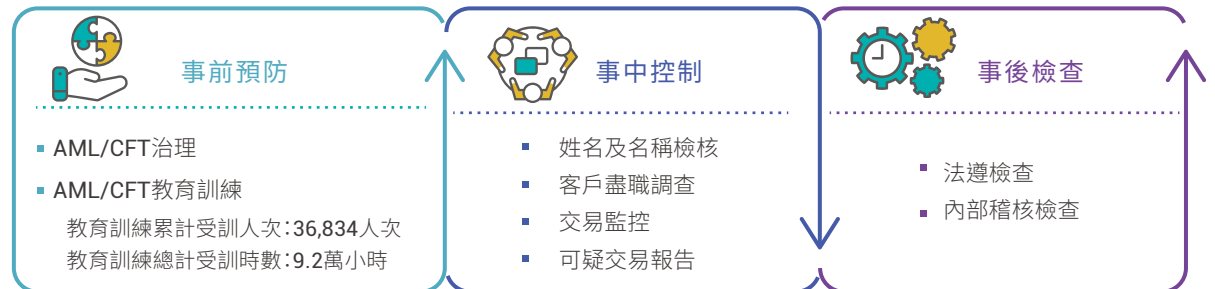 事前預防
AML/CFT治理
AML/CFT教育訓練
教育訓練累計受訓人次：36,834人次
教育訓練總計受訓時數：9.2萬小時
事中控制
姓名及名稱檢核
客戶盡職調查
交易監控
可疑交易報告
事後檢查
法遵檢查
內部稽核檢查